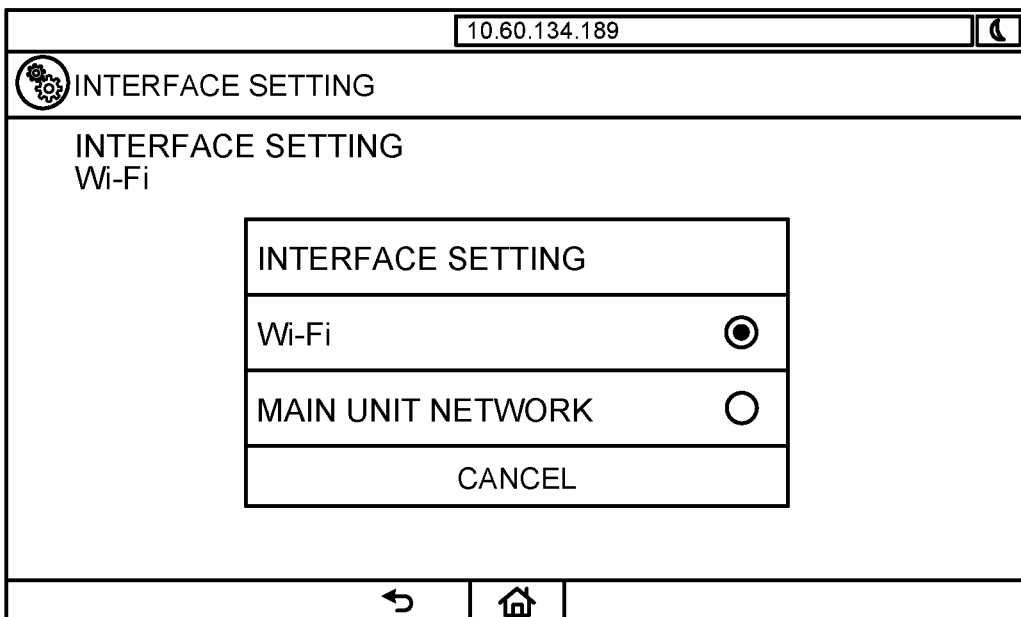 10.60.134.189
INTERFACE SETTING
INTERFACE SETTING
Wi-Fi
INTERFACE SETTING
Wi-Fi
MAIN UNIT NETWORK
CANCEL